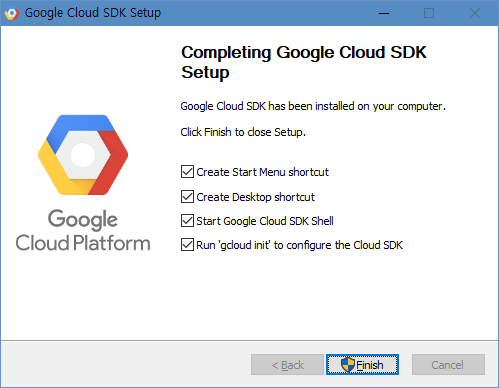 Google Cloud SDK Setup
Completing Google Cloud SDK
Setup
Google Cloud SDK has been installed on your computer.
Click Finish to close Setup.
Create Start Menu shortcut
Create Desktop shortcut
Start Google Cloud SDK Shell
Run 'gcloud init' to configure the Cloud SDK
Google
Cloud Platform
< Back
Finish
Cancel